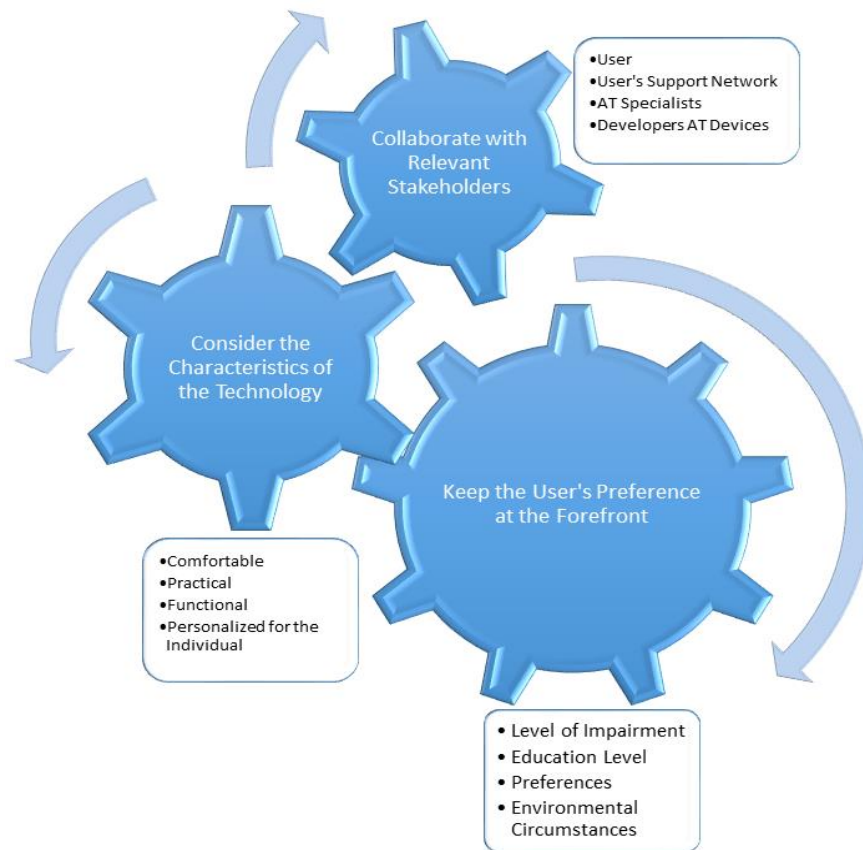 Collaborate with
Relevant
Stakeholders
•User
•User's Support Network
•AT Specialists
•Developers AT Devices
Consider the
Characteristics of
the Technology
•Comfortable
•Practical
•Functional
•Personalized for the
Individual
Keep the User's Preference
at the Forefront
• Level of Impairment
• Education Level
• Preferences
• Environmental
Circumstances